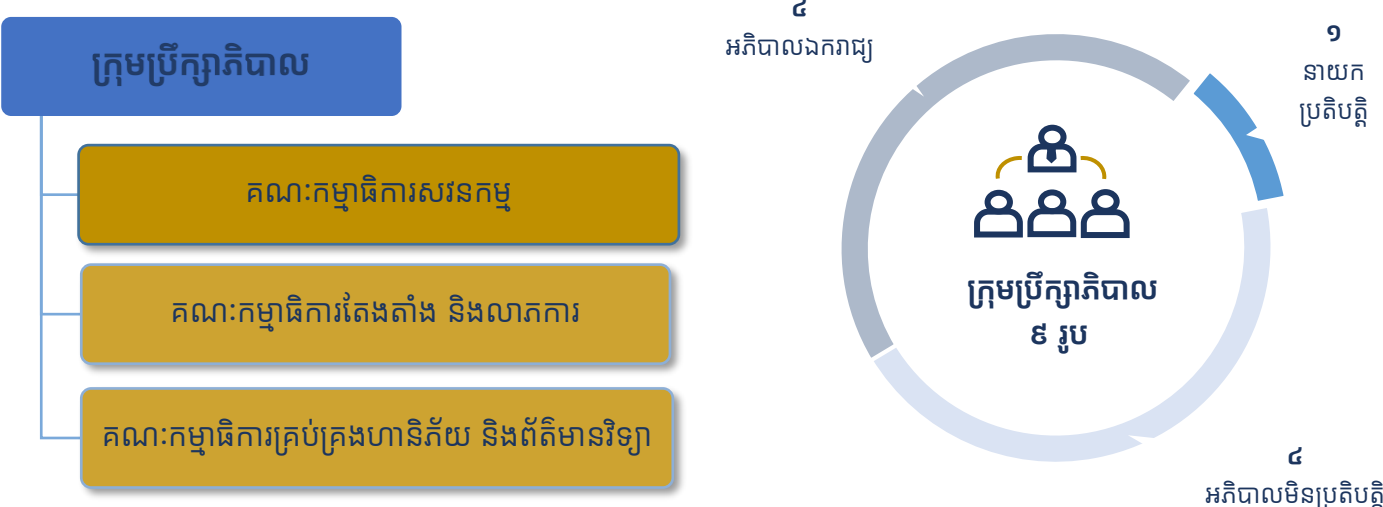 ក្រុមប្រឹក្សាភិបាល
គណៈកម្មាធិការសវនកម្ម
គណៈកម្មាធិការតែងតាំង និងលាភការ
គណៈកម្មាធិការគ្រប់គ្រងហានិភ័យ និងព័ត៌មានវិទ្យា
៤
អភិបាលឯករាជ្យ
១
នាយក
ប្រតិបត្តិ
ក្រុមប្រឹក្សាភិបាល
៩ រូប
៤
អភិបាលមិនប្រតិបត្តិ